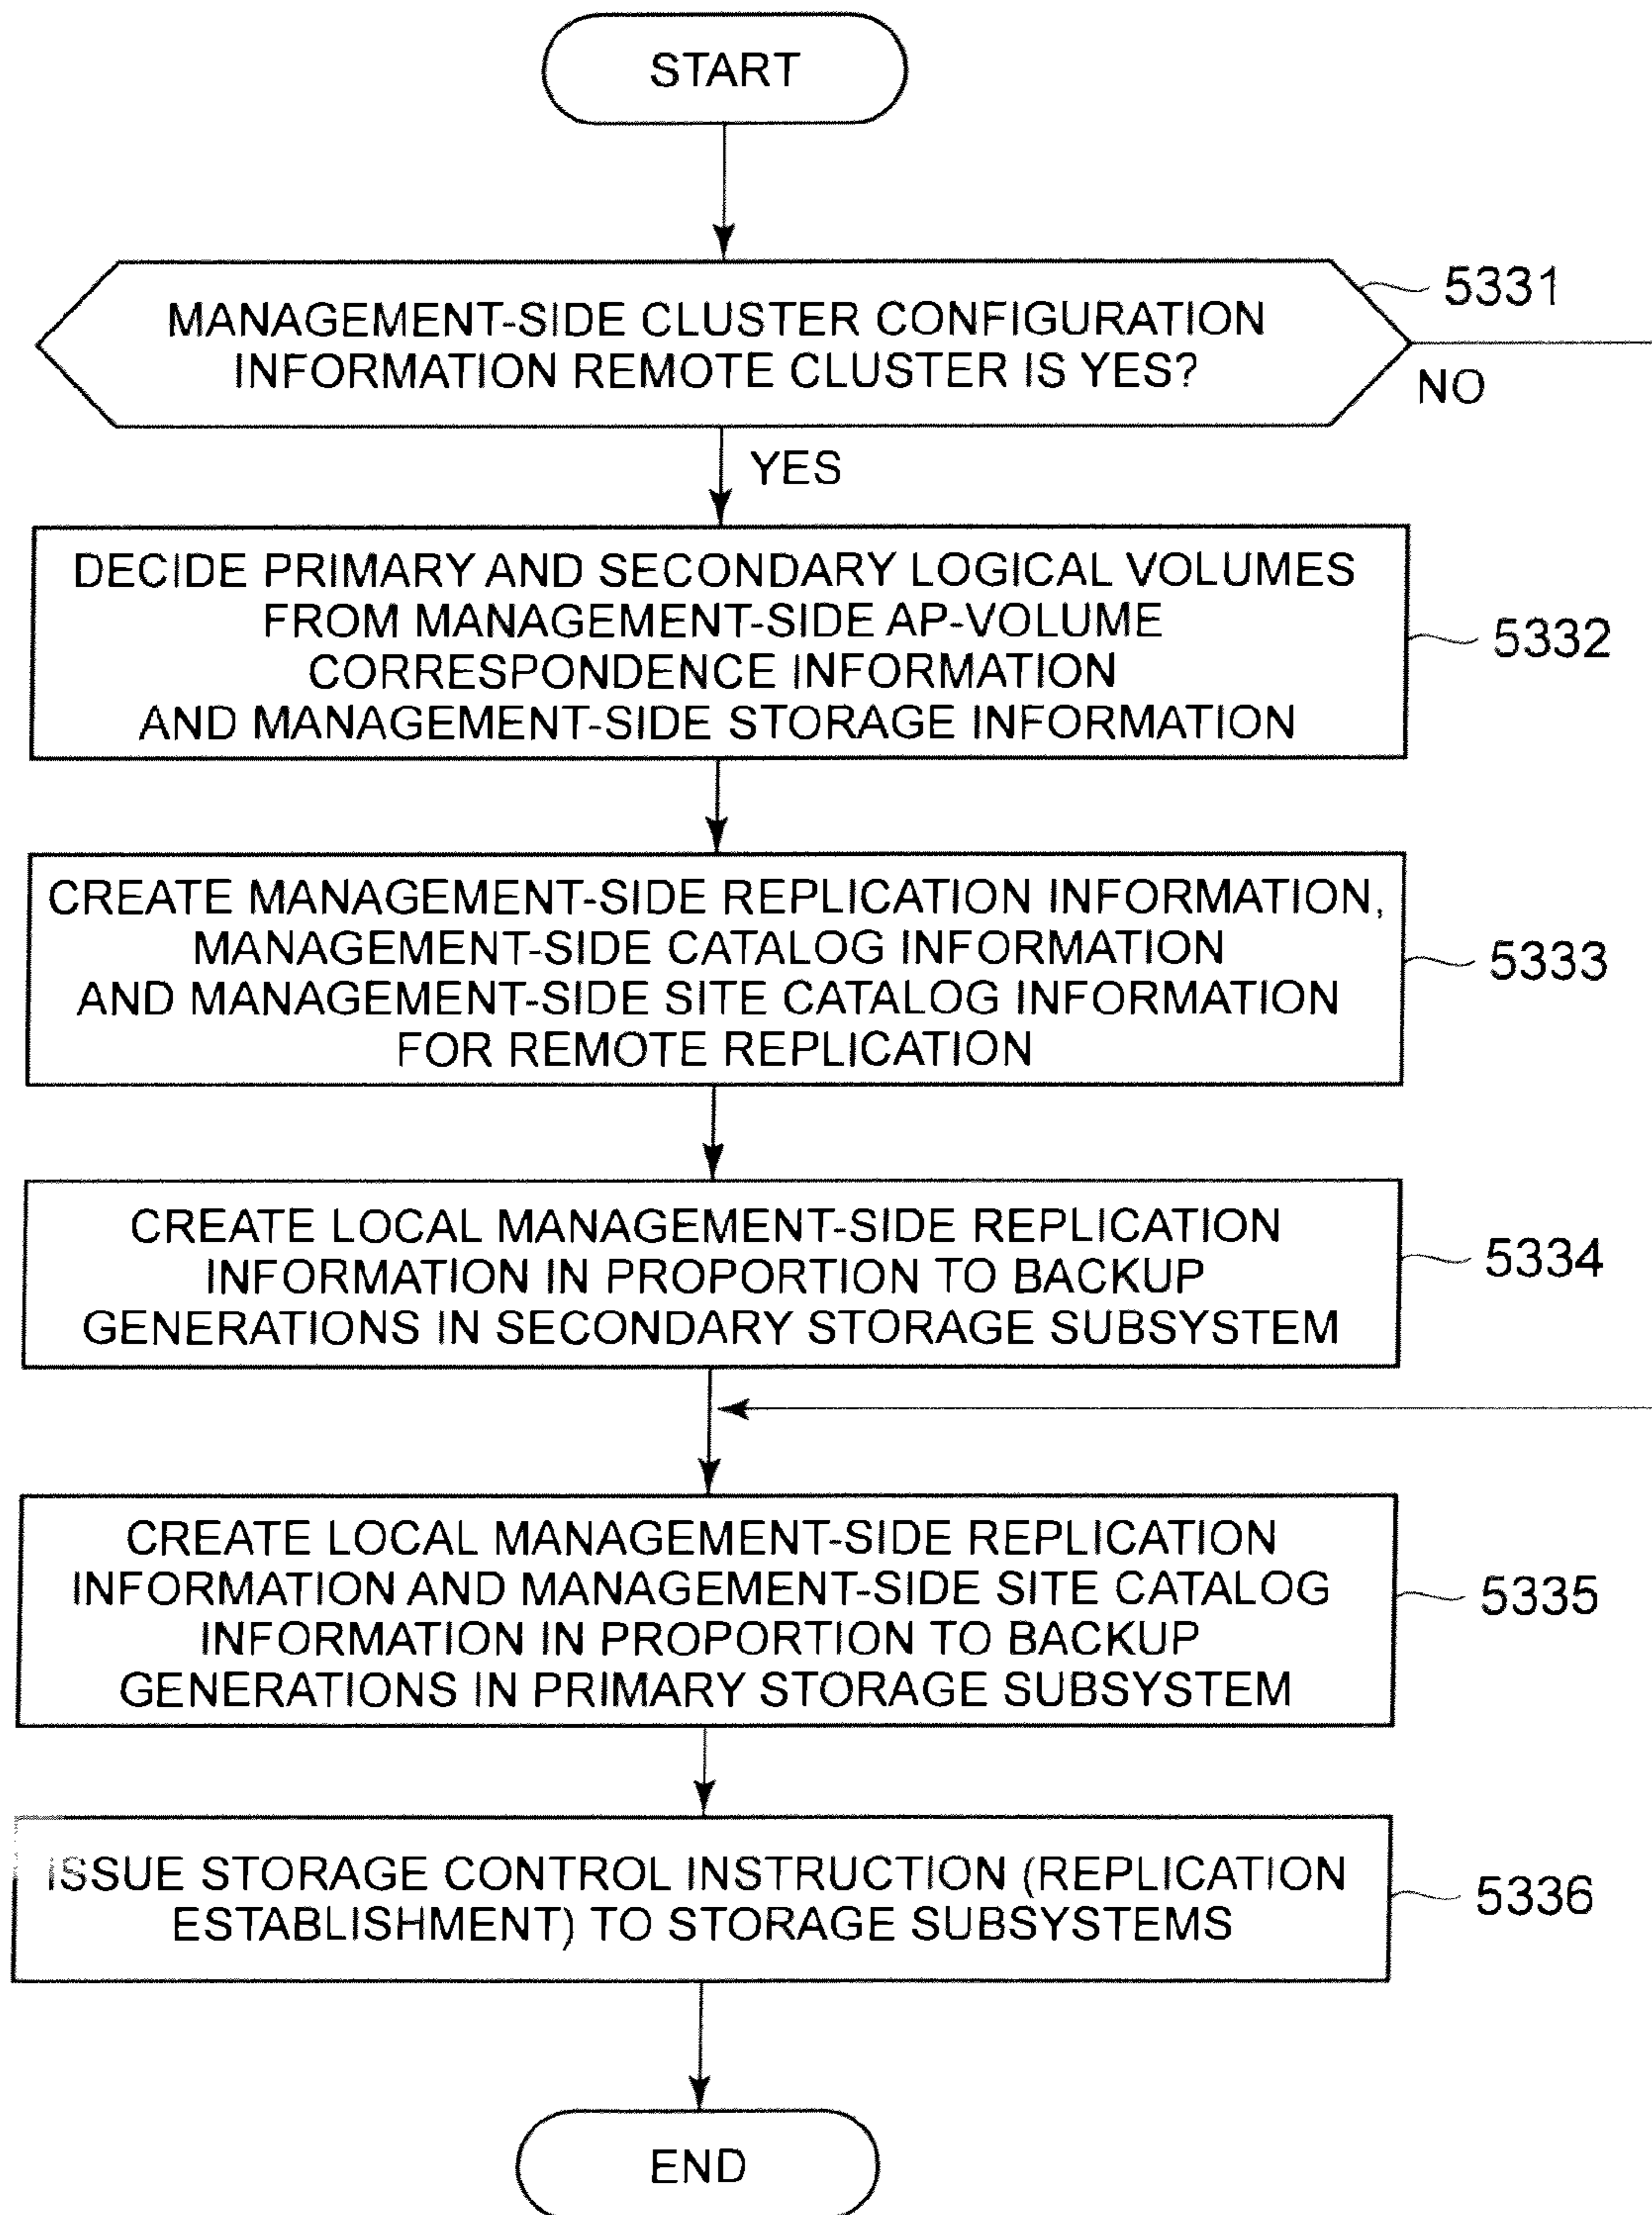 START
MANAGEMENT-SIDE CLUSTER CONFIGURATION
INFORMATION REMOTE CLUSTER IS YES?
5331
NO
YES
DECIDE PRIMARY AND SECONDARY LOGICAL VOLUMES
FROM MANAGEMENT-SIDE AP-VOLUME
CORRESPONDENCE INFORMATION
AND MANAGEMENT-SIDE STORAGE INFORMATION
5332
CREATE MANAGEMENT-SIDE REPLICATION INFORMATION,
MANAGEMENT-SIDE CATALOG INFORMATION
AND MANAGEMENT-SIDE SITE CATALOG INFORMATION
FOR REMOTE REPLICATION
5333
CREATE LOCAL MANAGEMENT-SIDE REPLICATION
INFORMATION IN PROPORTION TO BACKUP
GENERATIONS IN SECONDARY STORAGE SUBSYSTEM
5334
CREATE LOCAL MANAGEMENT-SIDE REPLICATION
INFORMATION AND MANAGEMENT-SIDE SITE CATALOG
INFORMATION IN PROPORTION TO BACKUP
GENERATIONS IN PRIMARY STORAGE SUBSYSTEM
5335
ISSUE STORAGE CONTROL INSTRUCTION (REPLICATION
ESTABLISHMENT) TO STORAGE SUBSYSTEMS
5336
END